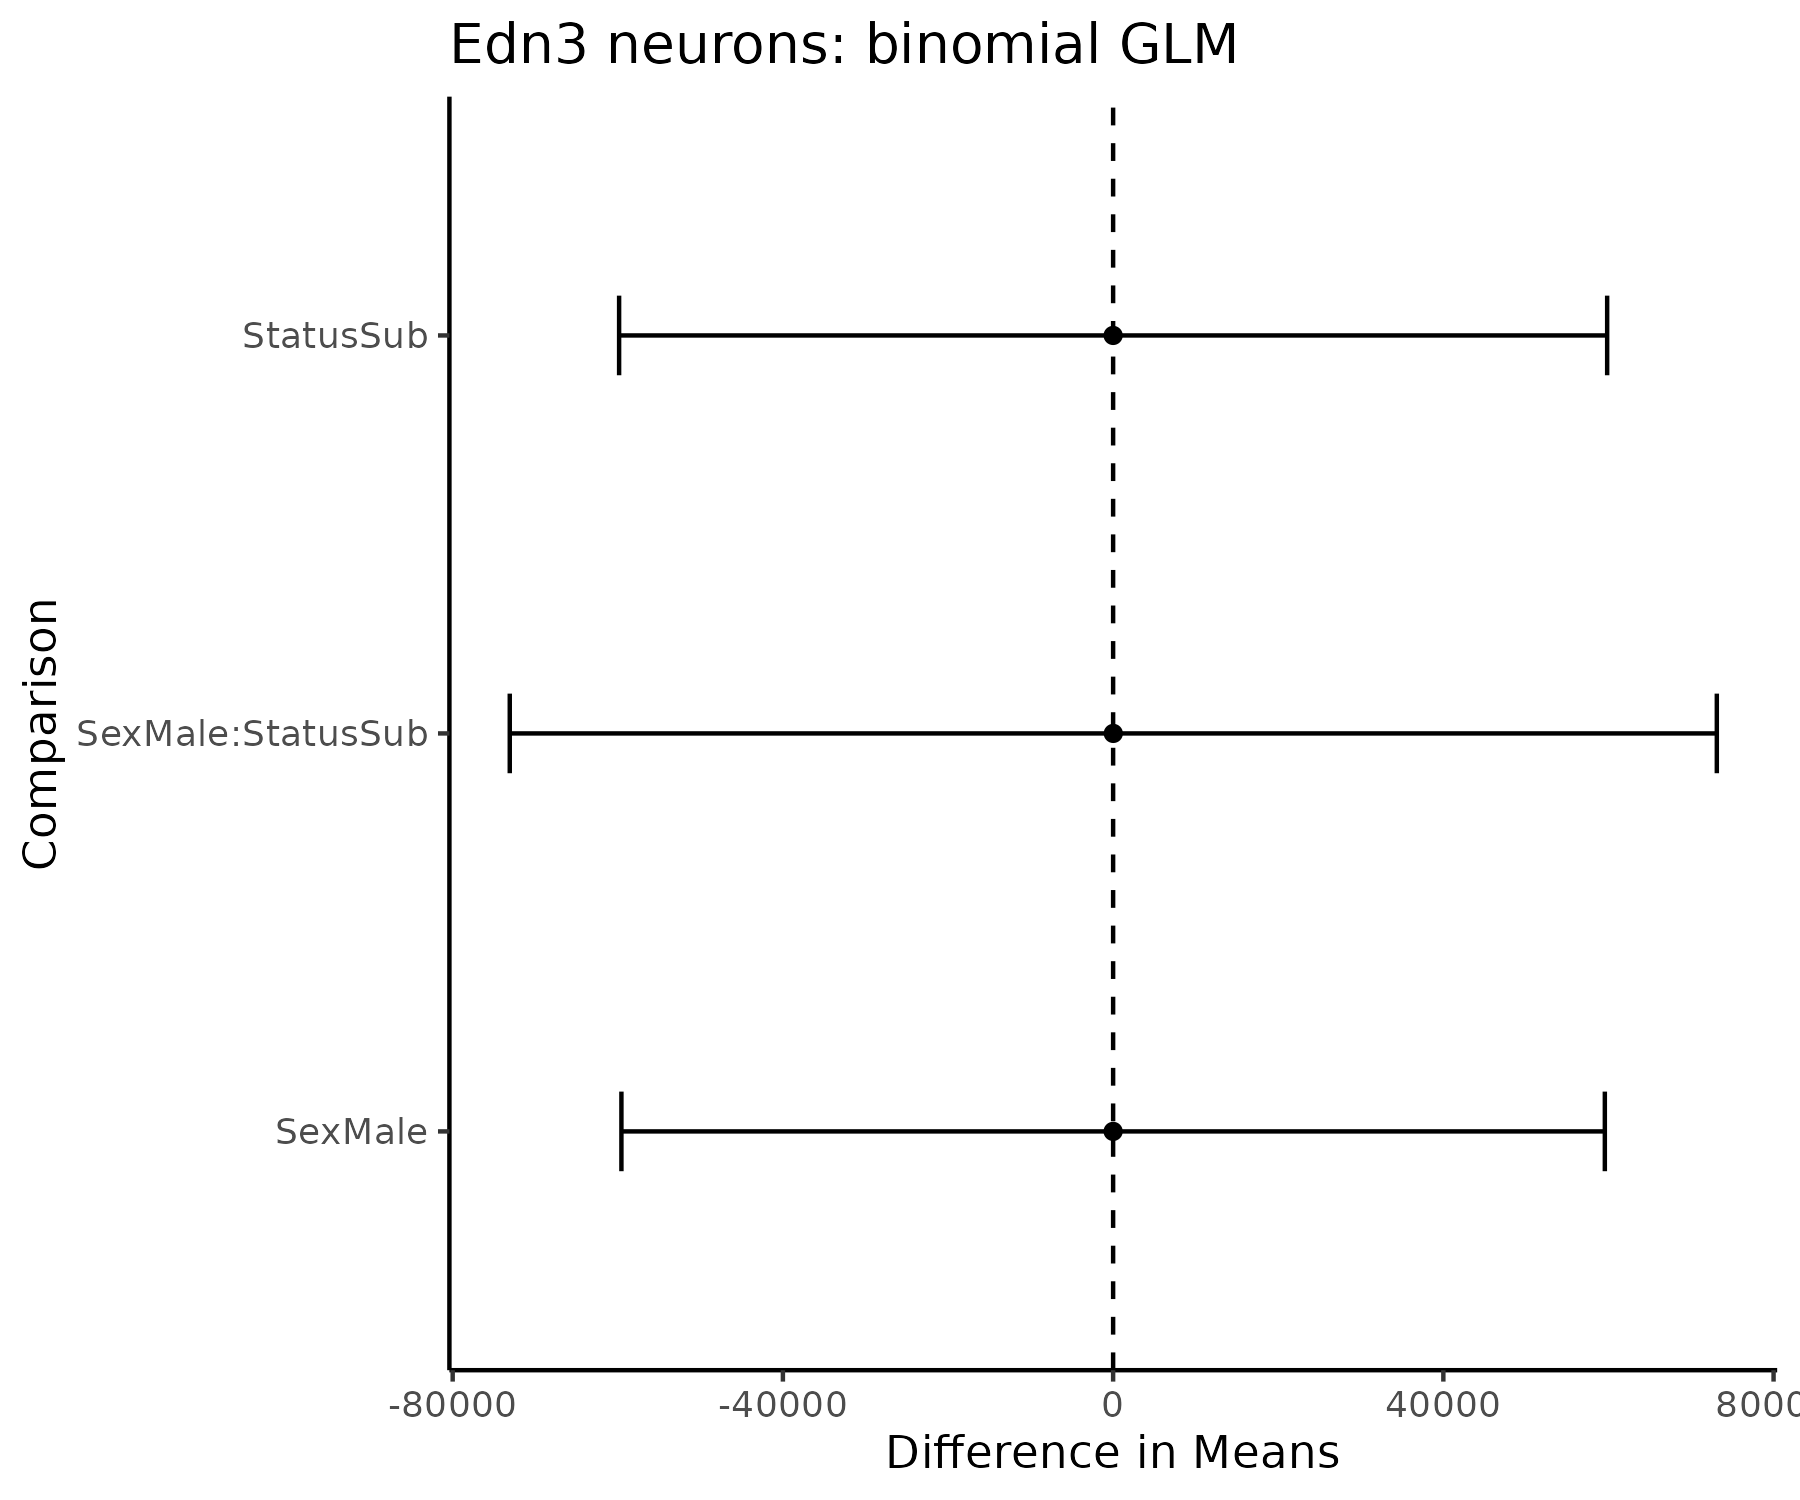 Edn3 neurons: binomial GLM
Comparison
StatusSub
SexMale:StatusSub
SexMale
-80000 -40000 0 40000 8000
Difference in Means